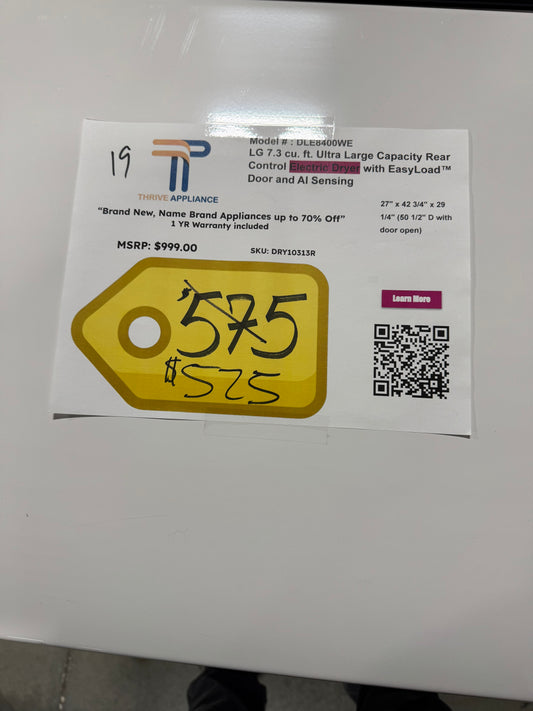 19
THRIVE APPLIANCE
Model # : DLE8400WE
LG 7.3 cu. ft. Ultra Large Capacity Rear
Control Electric Dryer with EasyLoad™
Door and AI Sensing
"Brand New, Name Brand Appliances up to 70% Off"
1 YR Warranty included
27" x 42 3/4" x 29
1/4" (50 1/2" D with
door open)
MSRP: $999.00
SKU: DRY10313R
$575
$525
Learn More